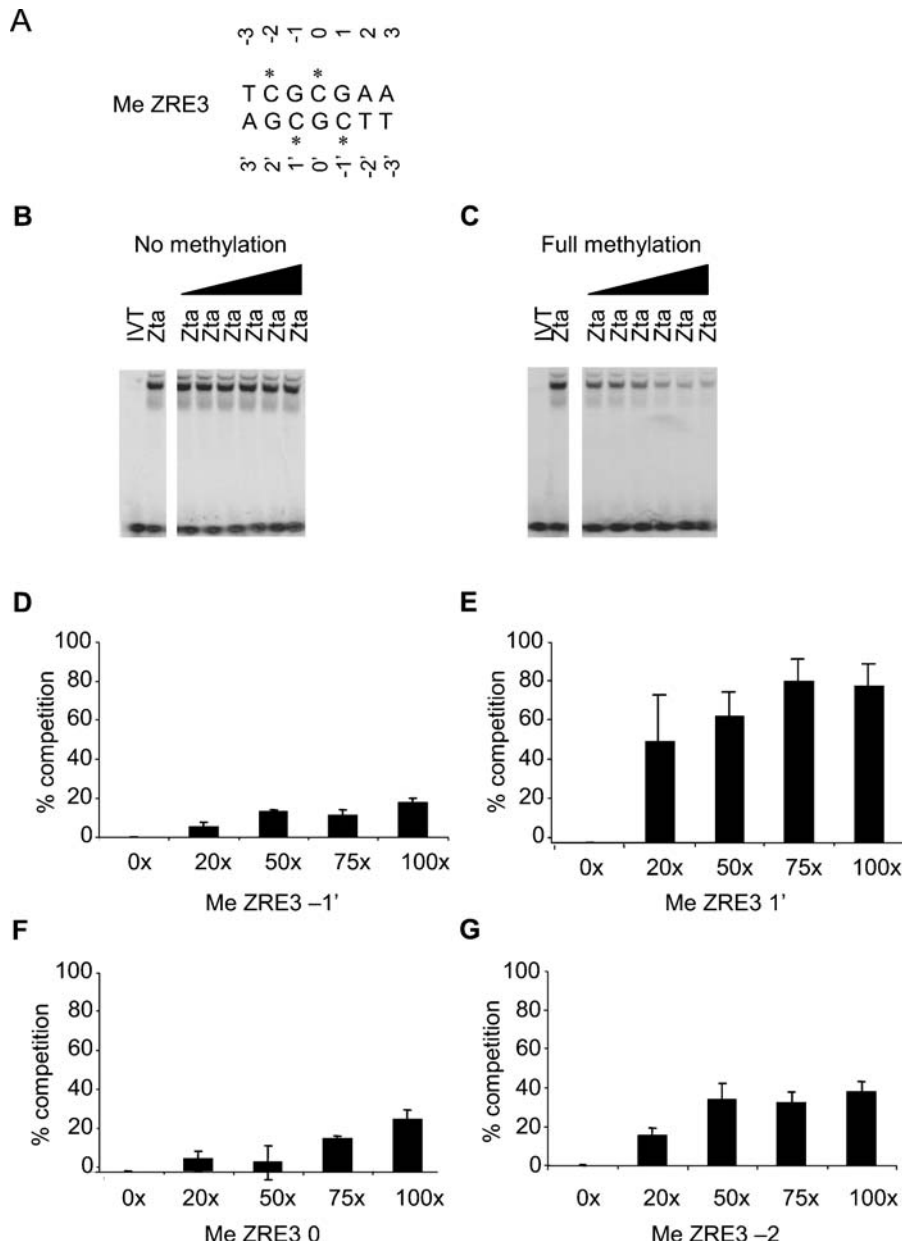 A
-3 -2 -1 0 1 2 3
* *
Me ZRE3
T C G C G A A
A G C G C T T
* *
3' 2' 1' 0' -1' -2' -3'
B
No methylation
IVT Zta Zta Zta Zta Zta Zta Zta
C
Full methylation
IVT Zta Zta Zta Zta Zta Zta Zta
D
% competition
100
80
60
40
20
0
0x 20x 50x 75x 100x
Me ZRE3 –1'
E
% competition
100
80
60
40
20
0
0x 20x 50x 75x 100x
Me ZRE3 1'
F
% competition
100
80
60
40
20
0
0x 20x 50x 75x 100x
Me ZRE3 0
G
% competition
100
80
60
40
20
0
0x 20x 50x 75x 100x
Me ZRE3 –2